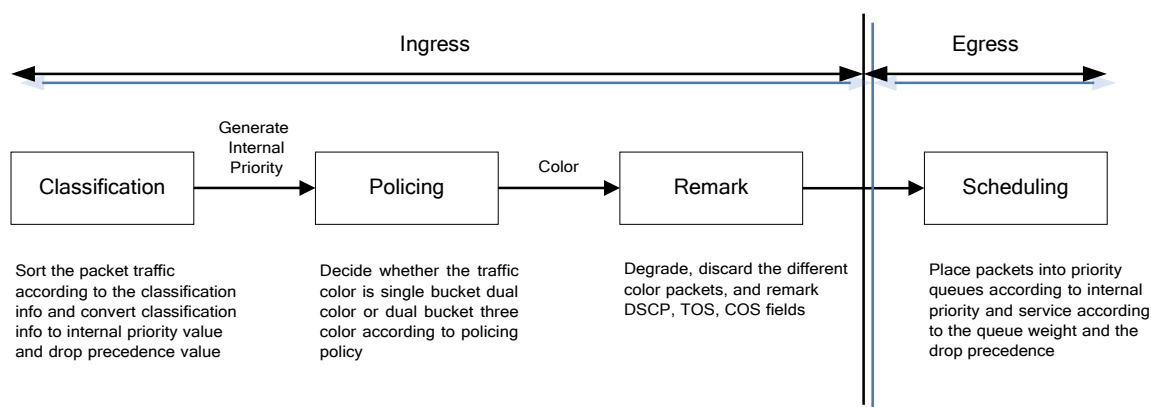 Ingress
Egress
Generate
Internal
Priority
Color
Classification
Policing
Remark
Scheduling
Sort the packet traffic
according to the classification
info and convert classification
info to internal priority value
and drop precedence value
Decide whether the traffic
color is single bucket dual
color or dual bucket three
color according to policing
policy
Degrade, discard the different
color packets, and remark
DSCP, TOS, COS fields
Place packets into priority
queues according to internal
priority and service according
to the queue weight and the
drop precedence